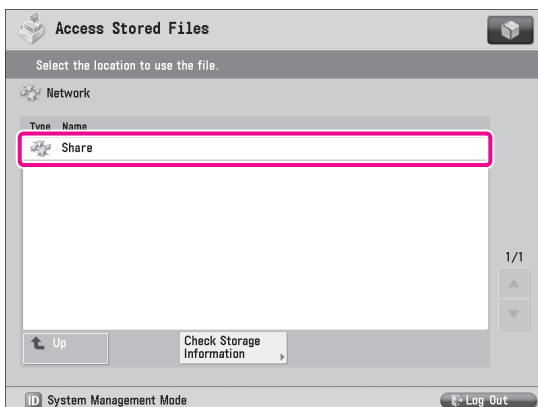 Access Stored Files
Select the location to use the file.
Network
Type Name
Share
1/1
Up
Check Storage
Information
ID System Management Mode
Log Out